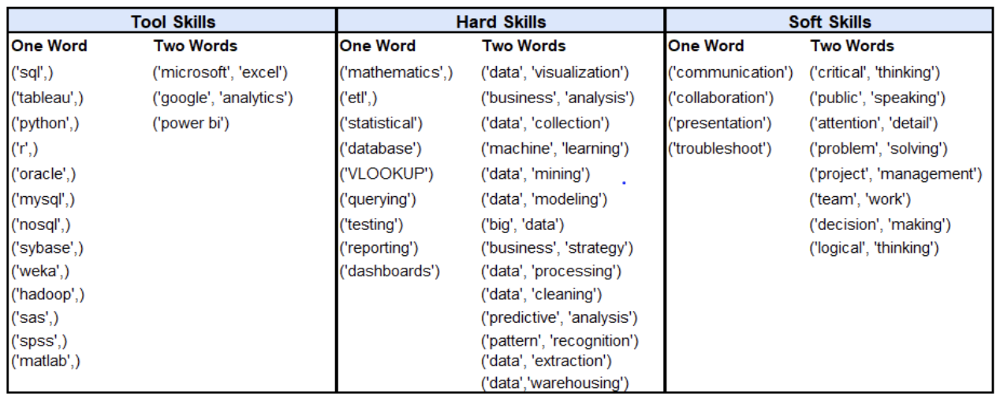 Tool Skills Hard Skills Soft Skills
One Word Two Words One Word Two Words One Word Two Words
('sql',) ('microsoft', 'excel') ('mathematics',) ('data', 'visualization') ('communication') ('critical', 'thinking')
('tableau',) ('google', 'analytics') ('etl',) ('business', 'analysis') ('collaboration') ('public', 'speaking')
('python',) ('power bi') ('statistical') ('data', 'collection') ('presentation') ('attention', 'detail')
('r',) ('database') ('machine', 'learning') ('troubleshoot') ('problem', 'solving')
('oracle',) ('VLOOKUP') ('data', 'mining') ('project', 'management')
('mysql',) ('querying') ('data', 'modeling') ('team', 'work')
('nosql',) ('testing') ('big', 'data') ('decision', 'making')
('sybase',) ('reporting') ('business', 'strategy') ('logical', 'thinking')
('weka',) ('dashboards') ('data', 'processing')
('hadoop',) ('data', 'cleaning')
('sas',) ('predictive', 'analysis')
('spss',) ('pattern', 'recognition')
('matlab',) ('data', 'extraction')
('data','warehousing')